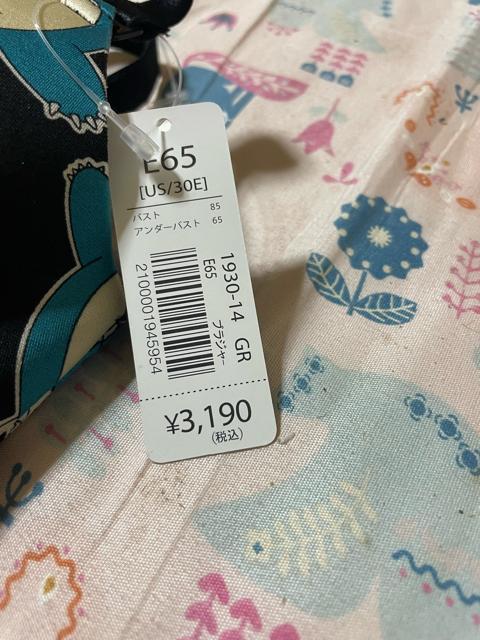 E65
[US/30E]
バスト 85
アンダーバスト 65
1930-14 GR
E65 ブラジャー
2100001945954
¥3,190
(税込)